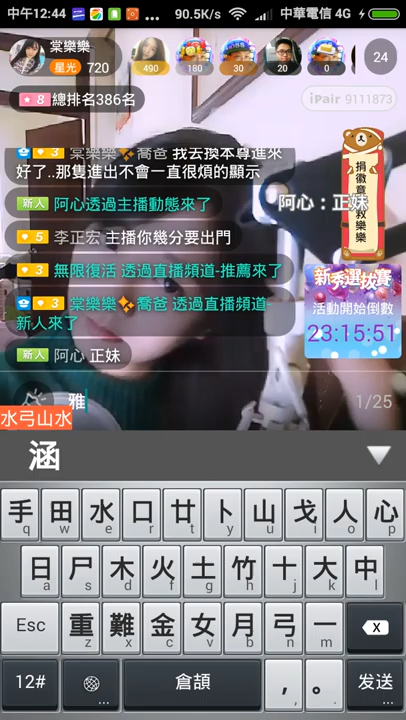 中午12:44
90.5K/s
中華電信 4G
棠樂樂
星光 720
490
180
30
20
0
24
8 總排名386名
iPair 9111873
3 棠樂樂✨喬爸 我去換本尊進來
好了..那隻進出不會一直很煩的顯示
新人 阿心透過主播動態來了
阿心：正妹
5 李正宏 主播你幾分要出門
3 無限復活 透過直播頻道-推薦來了
3 棠樂樂✨喬爸 透過直播頻道-
新人來了
新人 阿心 正妹
捐徽章
救樂樂
新秀選拔賽
活動開始倒數
23:15:51
雅
1/25
水弓山水
涵
手 田 水 口 廿 卜 山 戈 人 心
q w e r t y u i o p
日 尸 木 火 土 竹 十 大 中
a s d f g h j k l
Esc 重 難 金 女 月 弓 一 X
z x c v b n m
12# ... 倉頡 ， 。 发送
...